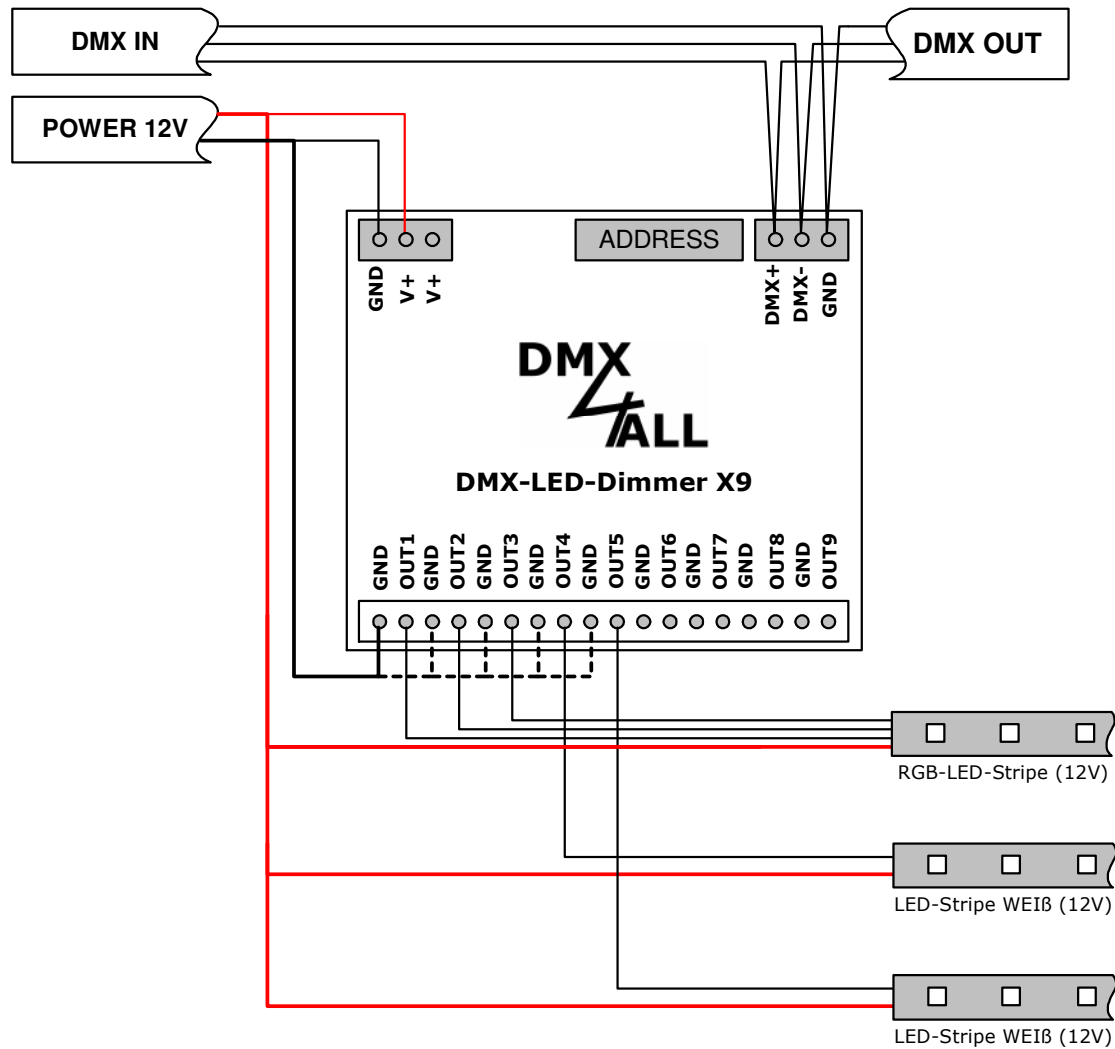 DMX IN
DMX OUT
POWER 12V
ADDRESS
GND
V+
V+
DMX+
DMX-
GND
DMX
4
ALL
DMX-LED-Dimmer X9
GND
OUT1
GND
OUT2
GND
OUT3
GND
OUT4
GND
OUT5
GND
OUT6
GND
OUT7
GND
OUT8
GND
OUT9
RGB-LED-Stripe (12V)
LED-Stripe WEIß (12V)
LED-Stripe WEIß (12V)